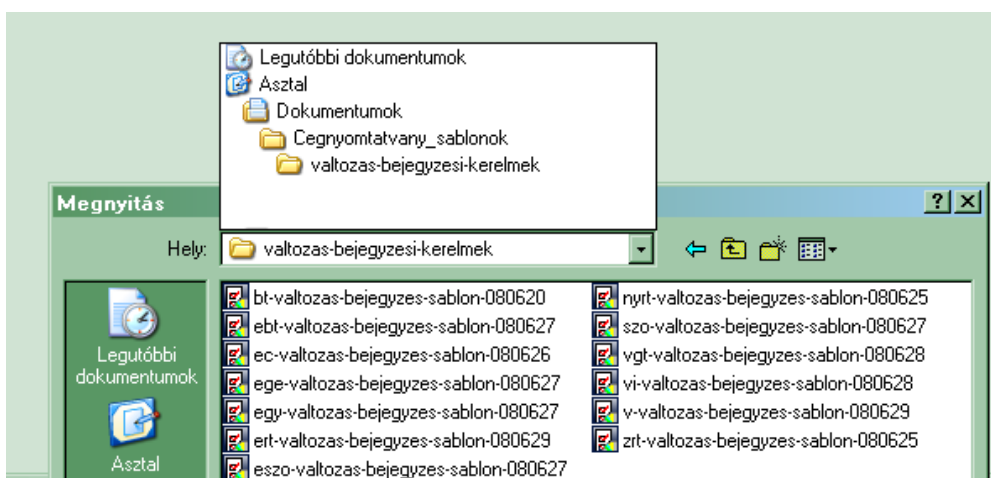 Legutóbbi dokumentumok
Asztal
Dokumentumok
Cegnyomtatvany_sablonok
valtozas-bejegyzesi-kerelmek
Megnyitás
Hely:
valtozas-bejegyzesi-kerelmek
Legutóbbi
dokumentumok
Asztal
bt-valtozas-bejegyzes-sablon-080620
ebt-valtozas-bejegyzes-sablon-080627
ec-valtozas-bejegyzes-sablon-080626
ege-valtozas-bejegyzes-sablon-080627
egy-valtozas-bejegyzes-sablon-080627
ert-valtozas-bejegyzes-sablon-080629
eszo-valtozas-bejegyzes-sablon-080627
nyrt-valtozas-bejegyzes-sablon-080625
szo-valtozas-bejegyzes-sablon-080627
vgt-valtozas-bejegyzes-sablon-080628
vi-valtozas-bejegyzes-sablon-080628
v-valtozas-bejegyzes-sablon-080629
zrt-valtozas-bejegyzes-sablon-080625